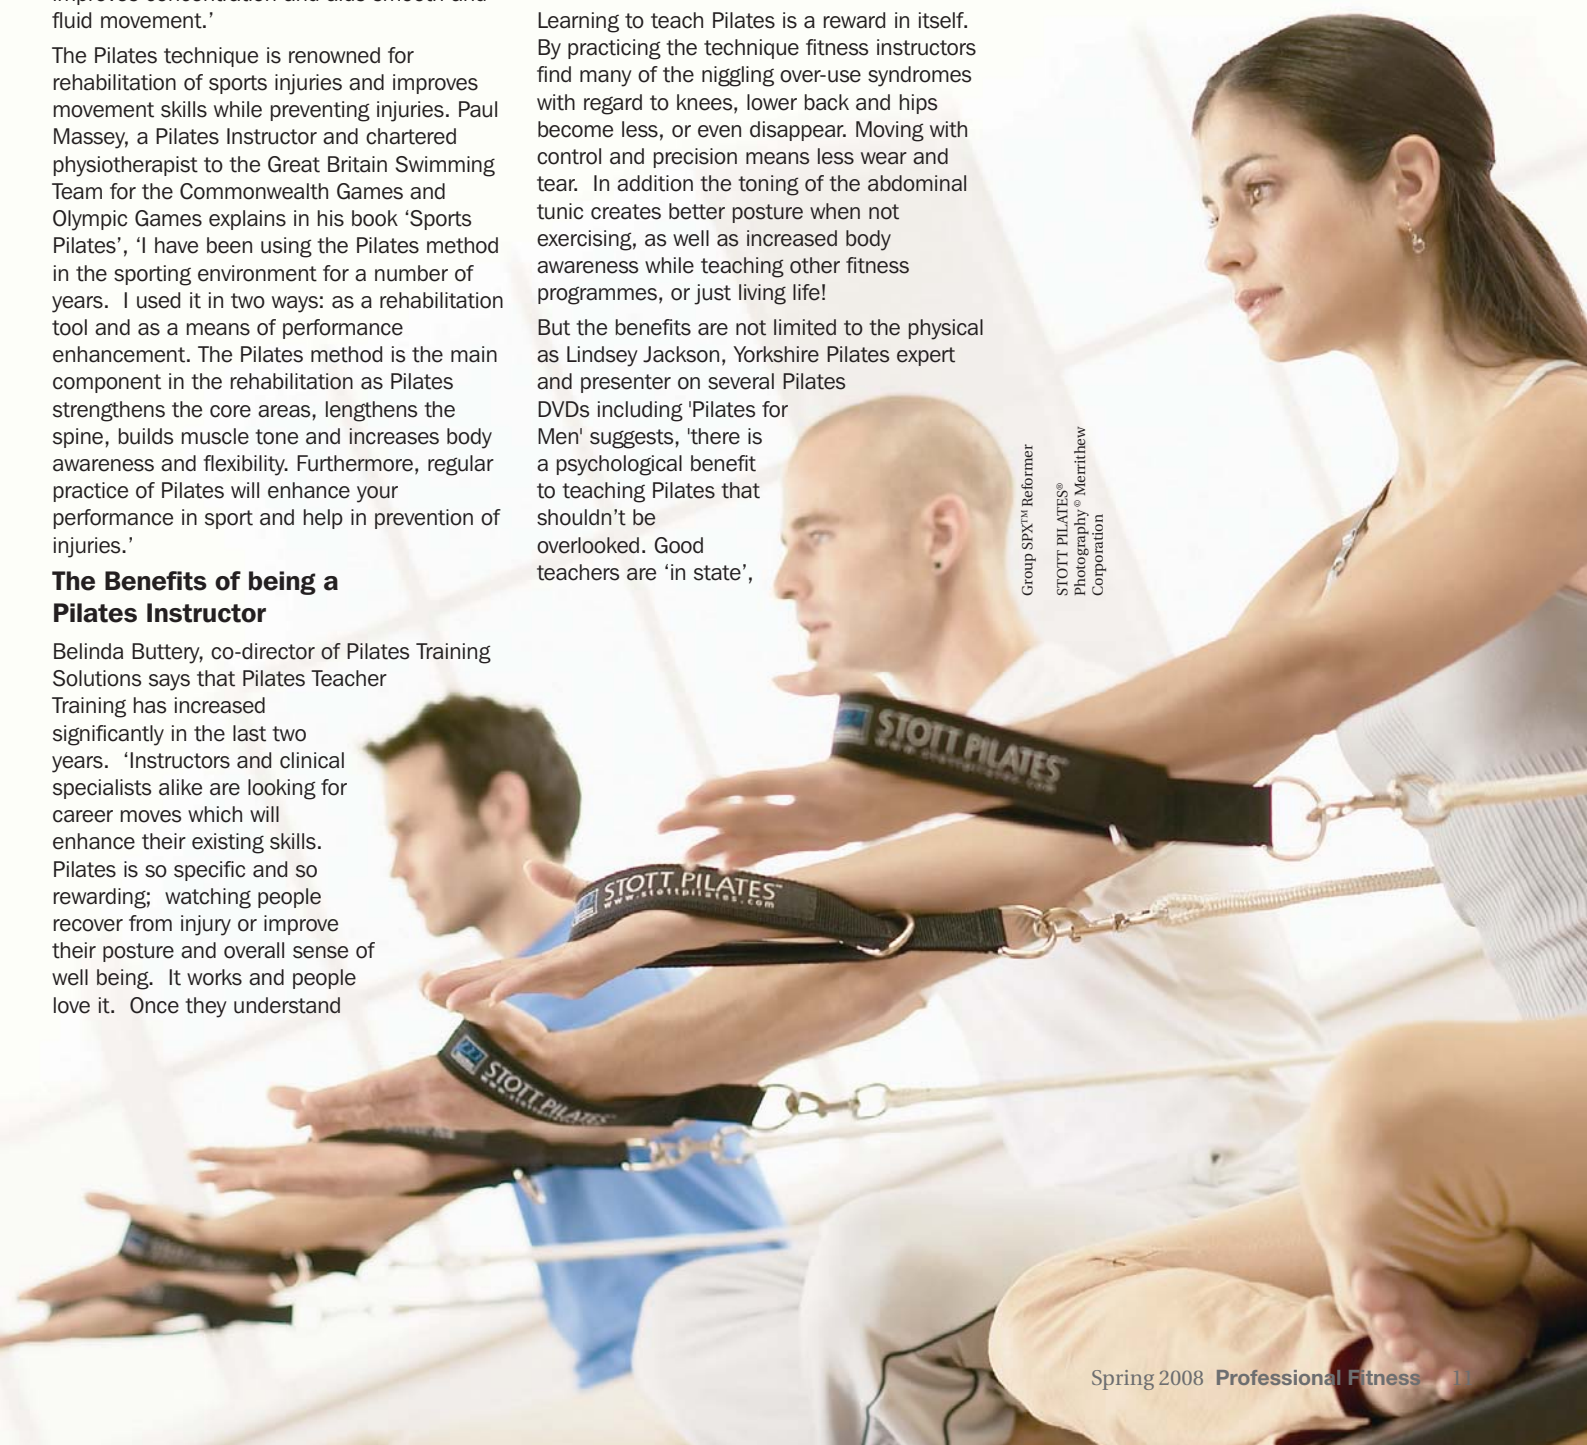 fluid movement.’
The Pilates technique is renowned for
rehabilitation of sports injuries and improves
movement skills while preventing injuries. Paul
Massey, a Pilates Instructor and chartered
physiotherapist to the Great Britain Swimming
Team for the Commonwealth Games and
Olympic Games explains in his book ‘Sports
Pilates’, ‘I have been using the Pilates method
in the sporting environment for a number of
years.  I used it in two ways: as a rehabilitation
tool and as a means of performance
enhancement. The Pilates method is the main
component in the rehabilitation as Pilates
strengthens the core areas, lengthens the
spine, builds muscle tone and increases body
awareness and flexibility. Furthermore, regular
practice of Pilates will enhance your
performance in sport and help in prevention of
injuries.’
The Benefits of being a
Pilates Instructor
Belinda Buttery, co-director of Pilates Training
Solutions says that Pilates Teacher
Training has increased
significantly in the last two
years.  ‘Instructors and clinical
specialists alike are looking for
career moves which will
enhance their existing skills.
Pilates is so specific and so
rewarding;  watching people
recover from injury or improve
their posture and overall sense of
well being.  It works and people
love it.  Once they understand
Learning to teach Pilates is a reward in itself.
By practicing the technique fitness instructors
find many of the niggling over-use syndromes
with regard to knees, lower back and hips
become less, or even disappear. Moving with
control and precision means less wear and
tear.  In addition the toning of the abdominal
tunic creates better posture when not
exercising, as well as increased body
awareness while teaching other fitness
programmes, or just living life!
But the benefits are not limited to the physical
as Lindsey Jackson, Yorkshire Pilates expert
and presenter on several Pilates
DVDs including 'Pilates for
Men' suggests, 'there is
a psychological benefit
to teaching Pilates that
shouldn’t be
overlooked. Good
teachers are ‘in state’,
Group SPX™ Reformer
STOTT PILATES®
Photography © Merrithew
Corporation
STOTT PILATES™
www.stottpilates.com
STOTT PILATES™
www.stottpilates.com
STOTT PILATES™
Spring 2008 Professional Fitness